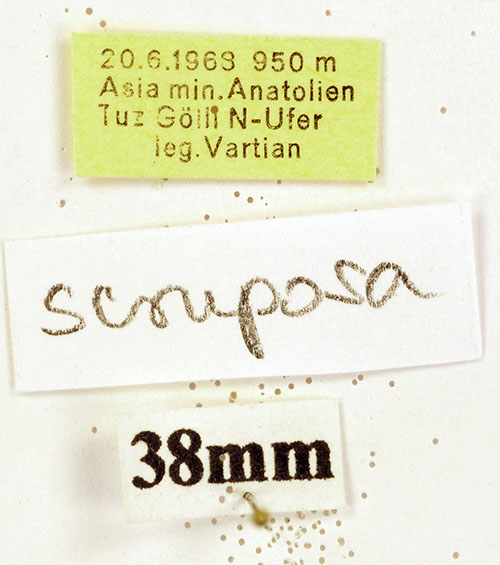 20.6.1968 950 m
Asia min. Anatolien
Tuz Gölü N-Ufer
leg. Vartian
scruposa
38mm